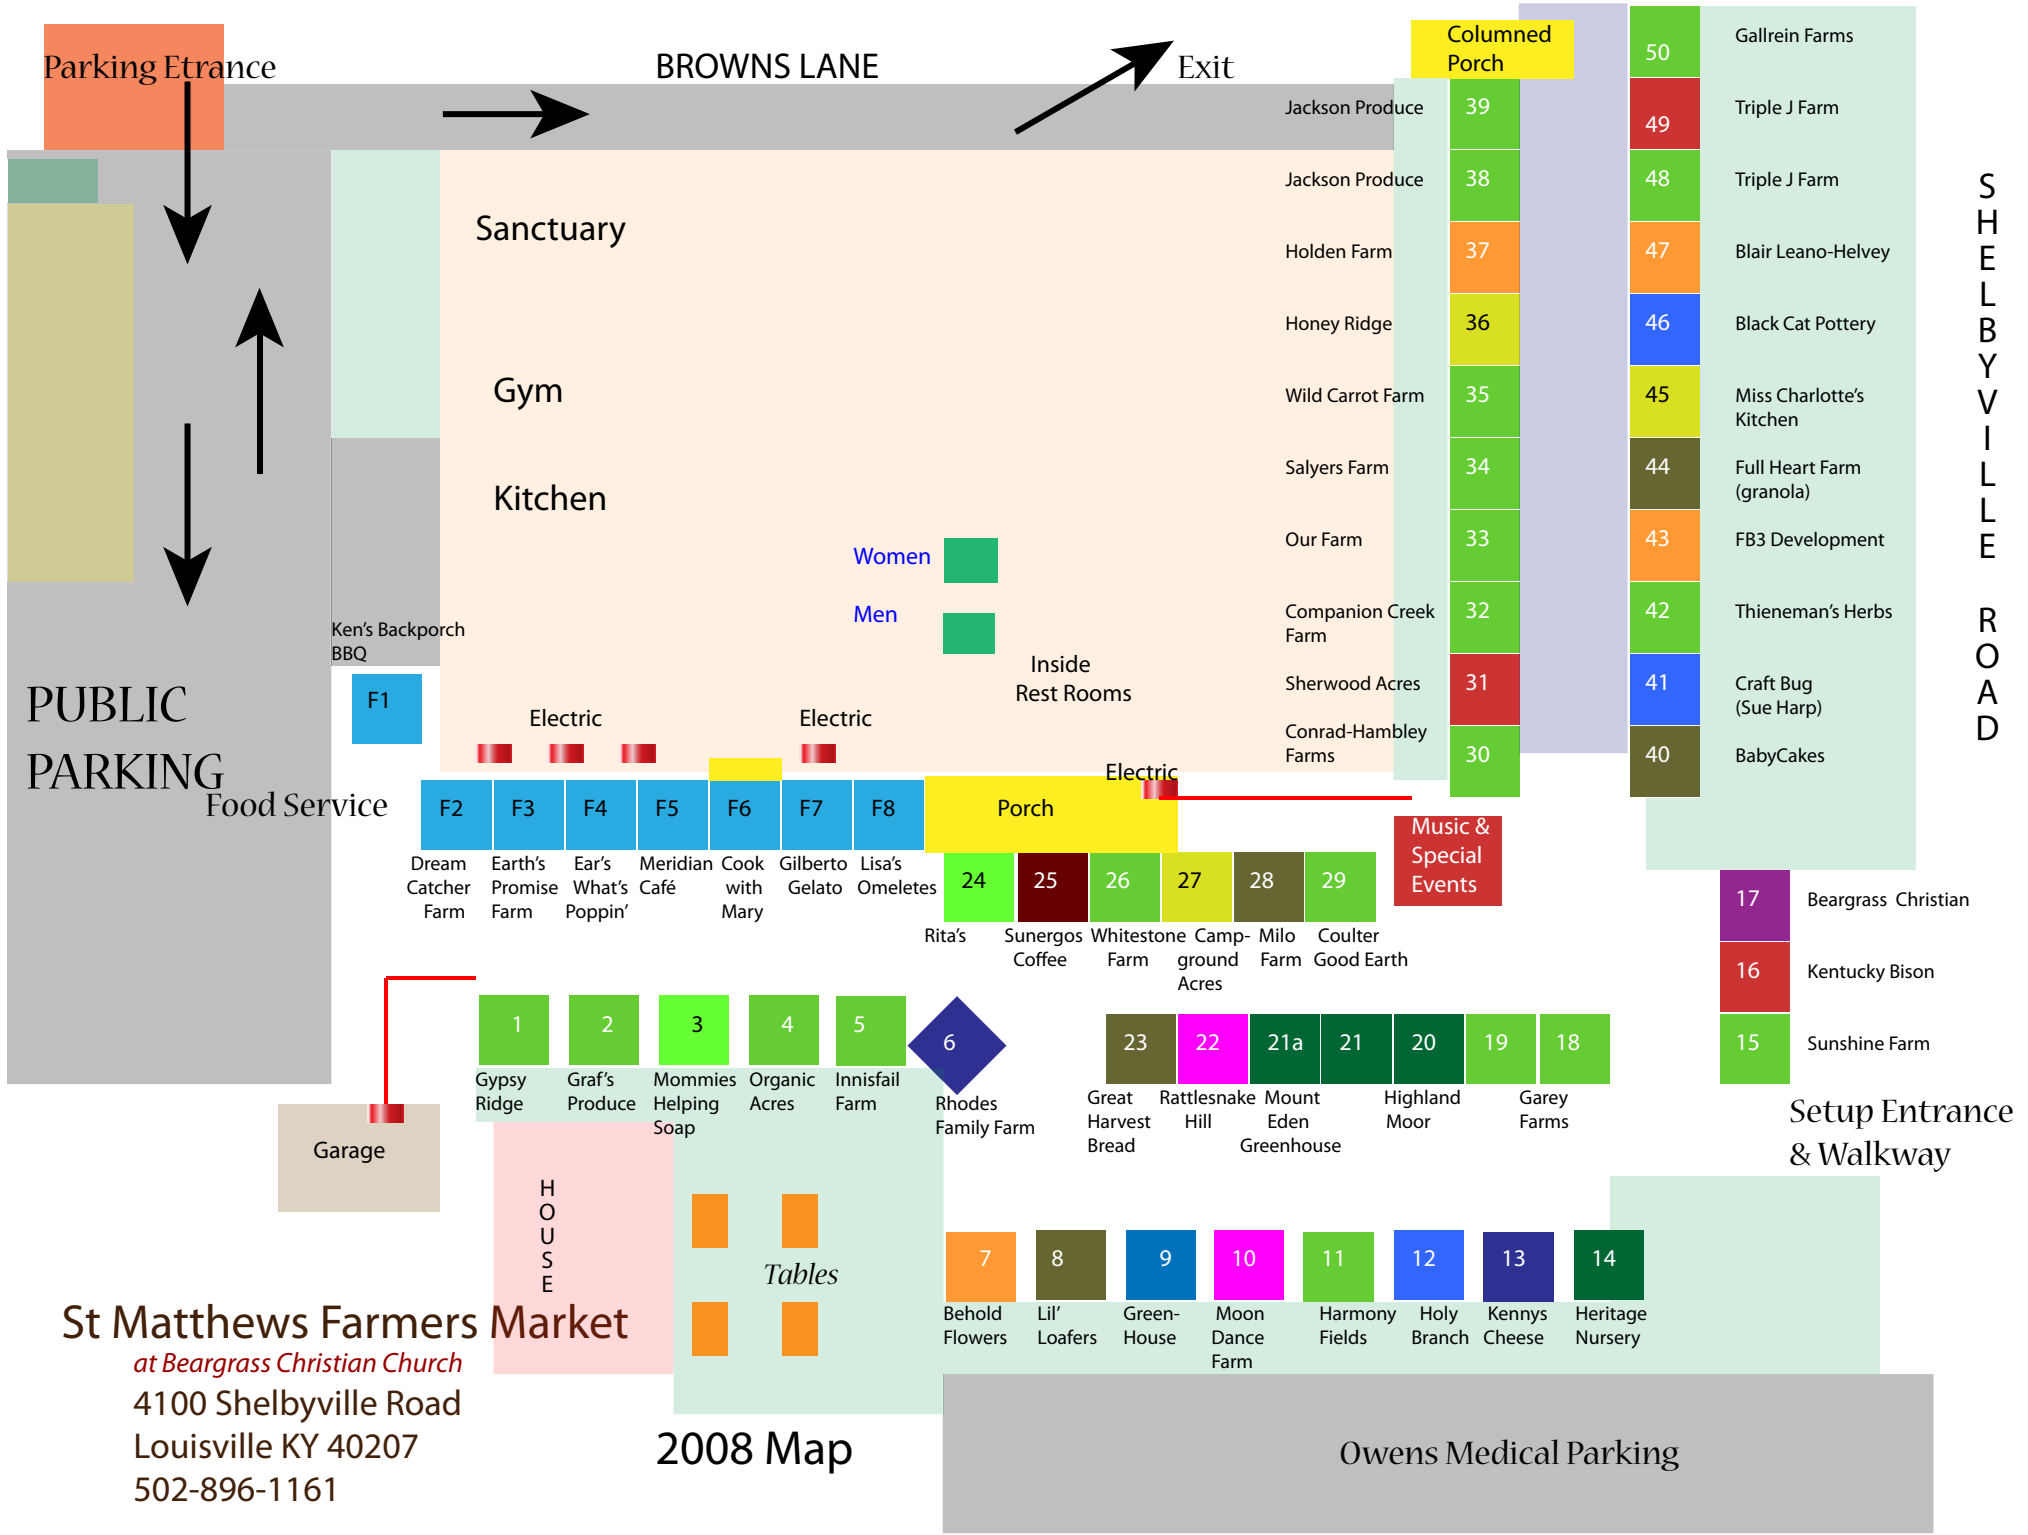 Parking Etrance
BROWNS LANE
Exit
Columned
Porch
50
Gallrein Farms
Jackson Produce
39
49
Triple J Farm
Jackson Produce
38
48
Triple J Farm
Sanctuary
Holden Farm
37
47
Blair Leano-Helvey
Honey Ridge
36
46
Black Cat Pottery
Gym
Wild Carrot Farm
35
45
Miss Charlotte's
Kitchen
Kitchen
Salyers Farm
34
44
Full Heart Farm
(granola)
Our Farm
33
43
FB3 Development
Women
Men
Companion Creek
Farm
32
42
Thieneman's Herbs
Inside
Rest Rooms
Sherwood Acres
31
41
Craft Bug
(Sue Harp)
Conrad-Hambley
Farms
30
40
BabyCakes
SHELBYVILLE ROAD
Ken's Backporch
BBQ
F1
PUBLIC
PARKING
Electric
Electric
Electric
Food Service
F2
F3
F4
F5
F6
F7
F8
Porch
Music &
Special
Events
Dream
Catcher
Farm
Earth's
Promise
Farm
Ear's
What's
Poppin'
Meridian
Café
Cook
with
Mary
Gilberto
Gelato
Lisa's
Omeletes
24
25
26
27
28
29
Rita's
Sunergos
Coffee
Whitestone
Farm
Camp-
ground
Acres
Milo
Farm
Coulter
Good Earth
17
Beargrass Christian
16
Kentucky Bison
15
Sunshine Farm
Setup Entrance
& Walkway
1
2
3
4
5
6
Gypsy
Ridge
Graf's
Produce
Mommies
Helping
Soap
Organic
Acres
Innisfail
Farm
Rhodes
Family Farm
23
22
21a
21
20
19
18
Great
Harvest
Bread
Rattlesnake
Hill
Mount
Eden
Greenhouse
Highland
Moor
Garey
Farms
Garage
HOUSE
Tables
7
8
9
10
11
12
13
14
Behold
Flowers
Lil'
Loafers
Green-
House
Moon
Dance
Farm
Harmony
Fields
Holy
Branch
Kennys
Cheese
Heritage
Nursery
St Matthews Farmers Market
at Beargrass Christian Church
4100 Shelbyville Road
Louisville KY 40207
502-896-1161
2008 Map
Owens Medical Parking